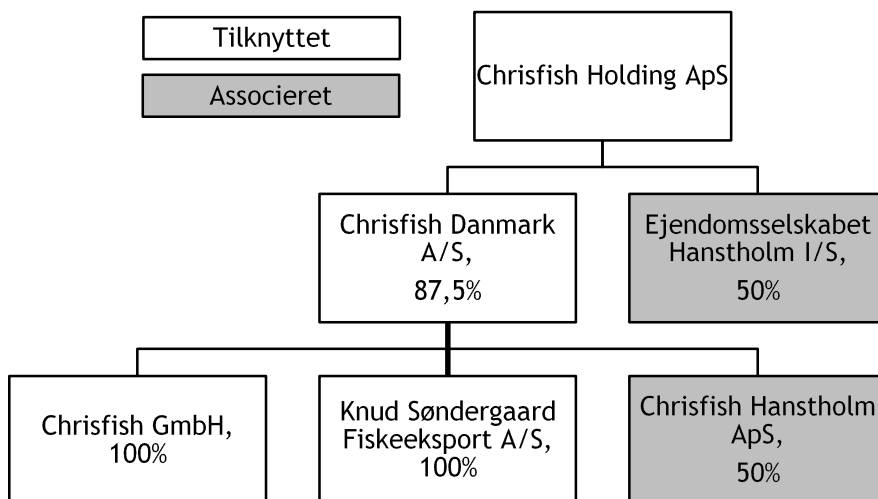 Tilknyttet
Associeret
Chrisfish Holding ApS
Chrisfish Danmark
A/S,
87,5%
Ejendomsselskabet
Hanstholm I/S,
50%
Chrisfish GmbH,
100%
Knud Søndergaard
Fiskeeksport A/S,
100%
Chrisfish Hanstholm
ApS,
50%